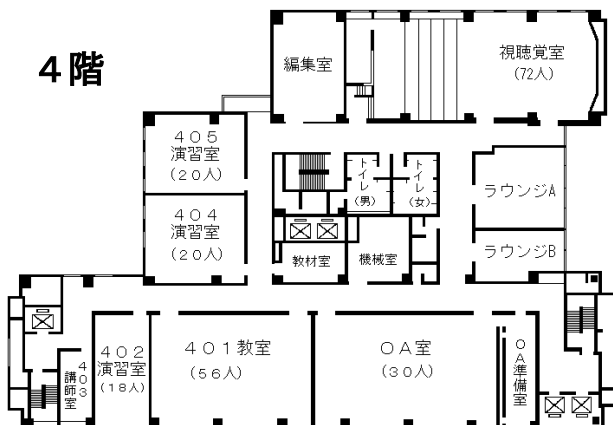 4階
編集室
視聴覚室
(72人)
405
演習室
(20人)
トイレ(男)
トイレ(女)
ラウンジA
404
演習室
(20人)
教材室
機械室
ラウンジB
403
講師室
402
演習室
(18人)
401教室
(56人)
OA室
(30人)
OA準備室